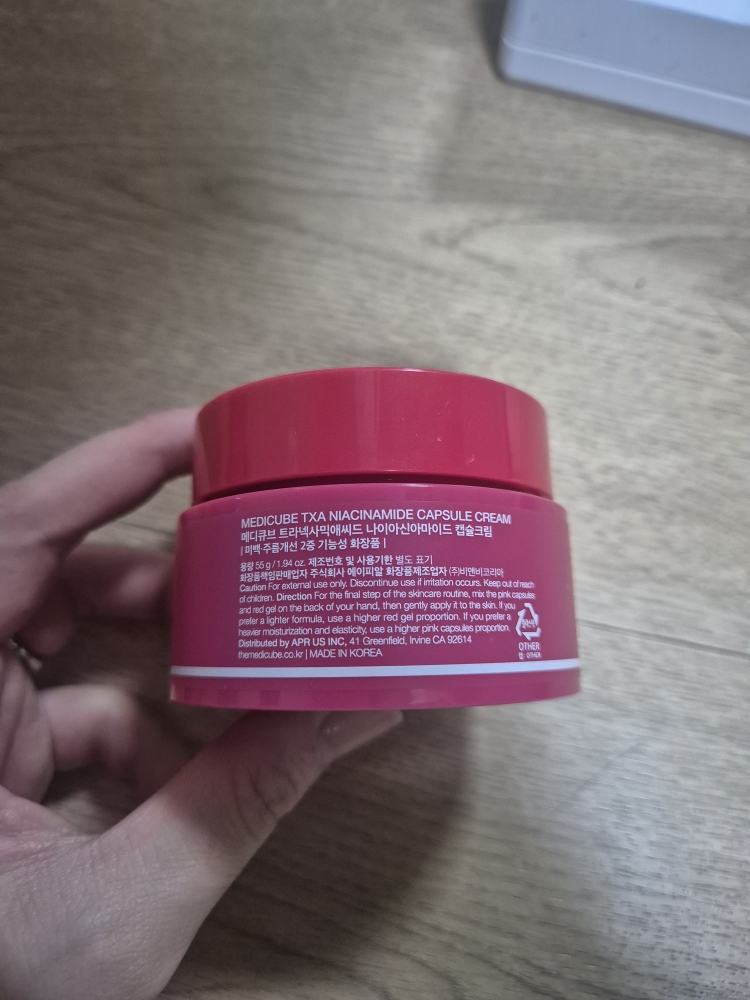 MEDICUBE TXA NIACINAMIDE CAPSULE CREAM
메디큐브 트라넥사믹애씨드 나이아신아마이드 캡슐크림
| 미백·주름개선 2중 기능성 화장품 |
용량 55 g / 1.94 oz. 제조번호 및 사용기한 별도 표기
화장품책임판매업자 주식회사 에이피알 화장품제조업자 (주)비앤비코리아
Caution For external use only. Discontinue use if irritation occurs. Keep out of reach
of children. Direction For the final step of the skincare routine, mix the pink capsules
and red gel on the back of your hand, then gently apply it to the skin. If you
prefer a lighter formula, use a higher red gel proportion. If you prefer a
heavier moisturization and elasticity, use a higher pink capsules proportion.
Distributed by APR US INC, 41 Greenfield, Irvine CA 92614
themedicube.co.kr | MADE IN KOREA
OTHER
캡: OTHER